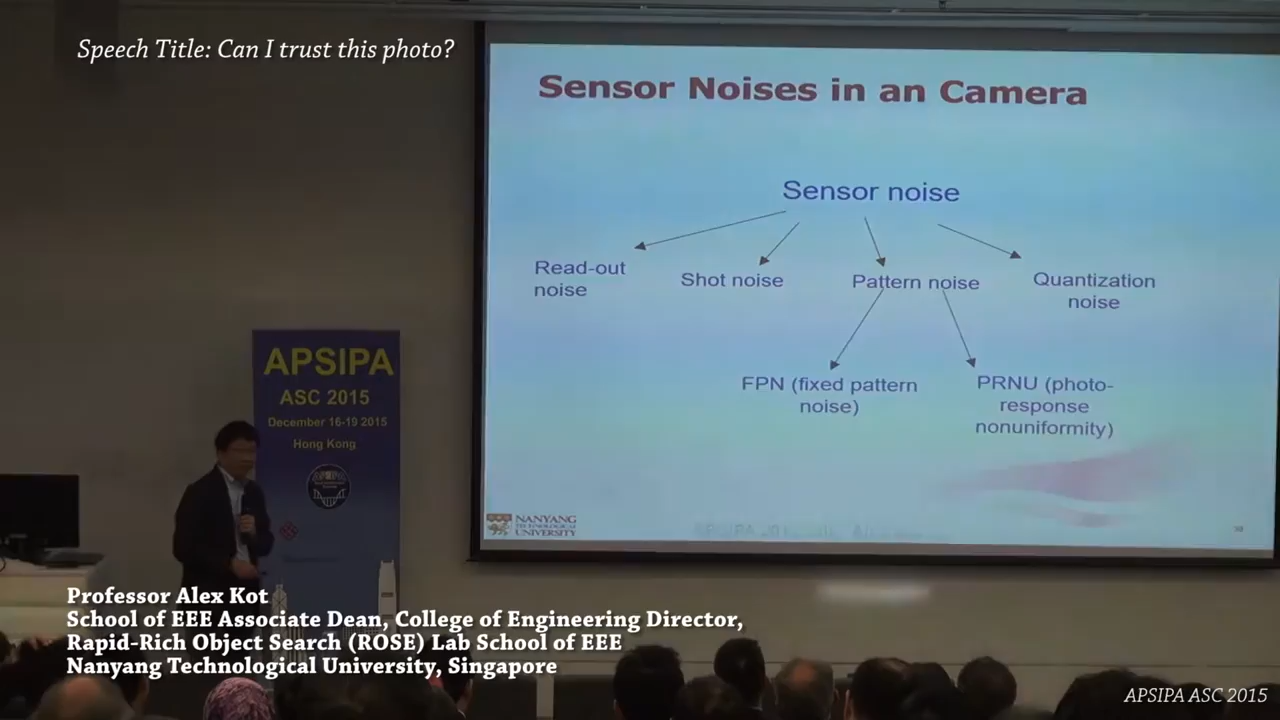 Speech Title: Can I trust this photo?
Sensor Noises in an Camera
Sensor noise
Read-out
noise
Shot noise
Pattern noise
Quantization
noise
FPN (fixed pattern
noise)
PRNU (photo-
response
nonuniformity)
NANYANG
TECHNOLOGICAL
UNIVERSITY
APSIPA
ASC 2015
December 16-19 2015
Hong Kong
Professor Alex Kot
School of EEE Associate Dean, College of Engineering Director,
Rapid-Rich Object Search (ROSE) Lab School of EEE
Nanyang Technological University, Singapore
APSIPA ASC 2015